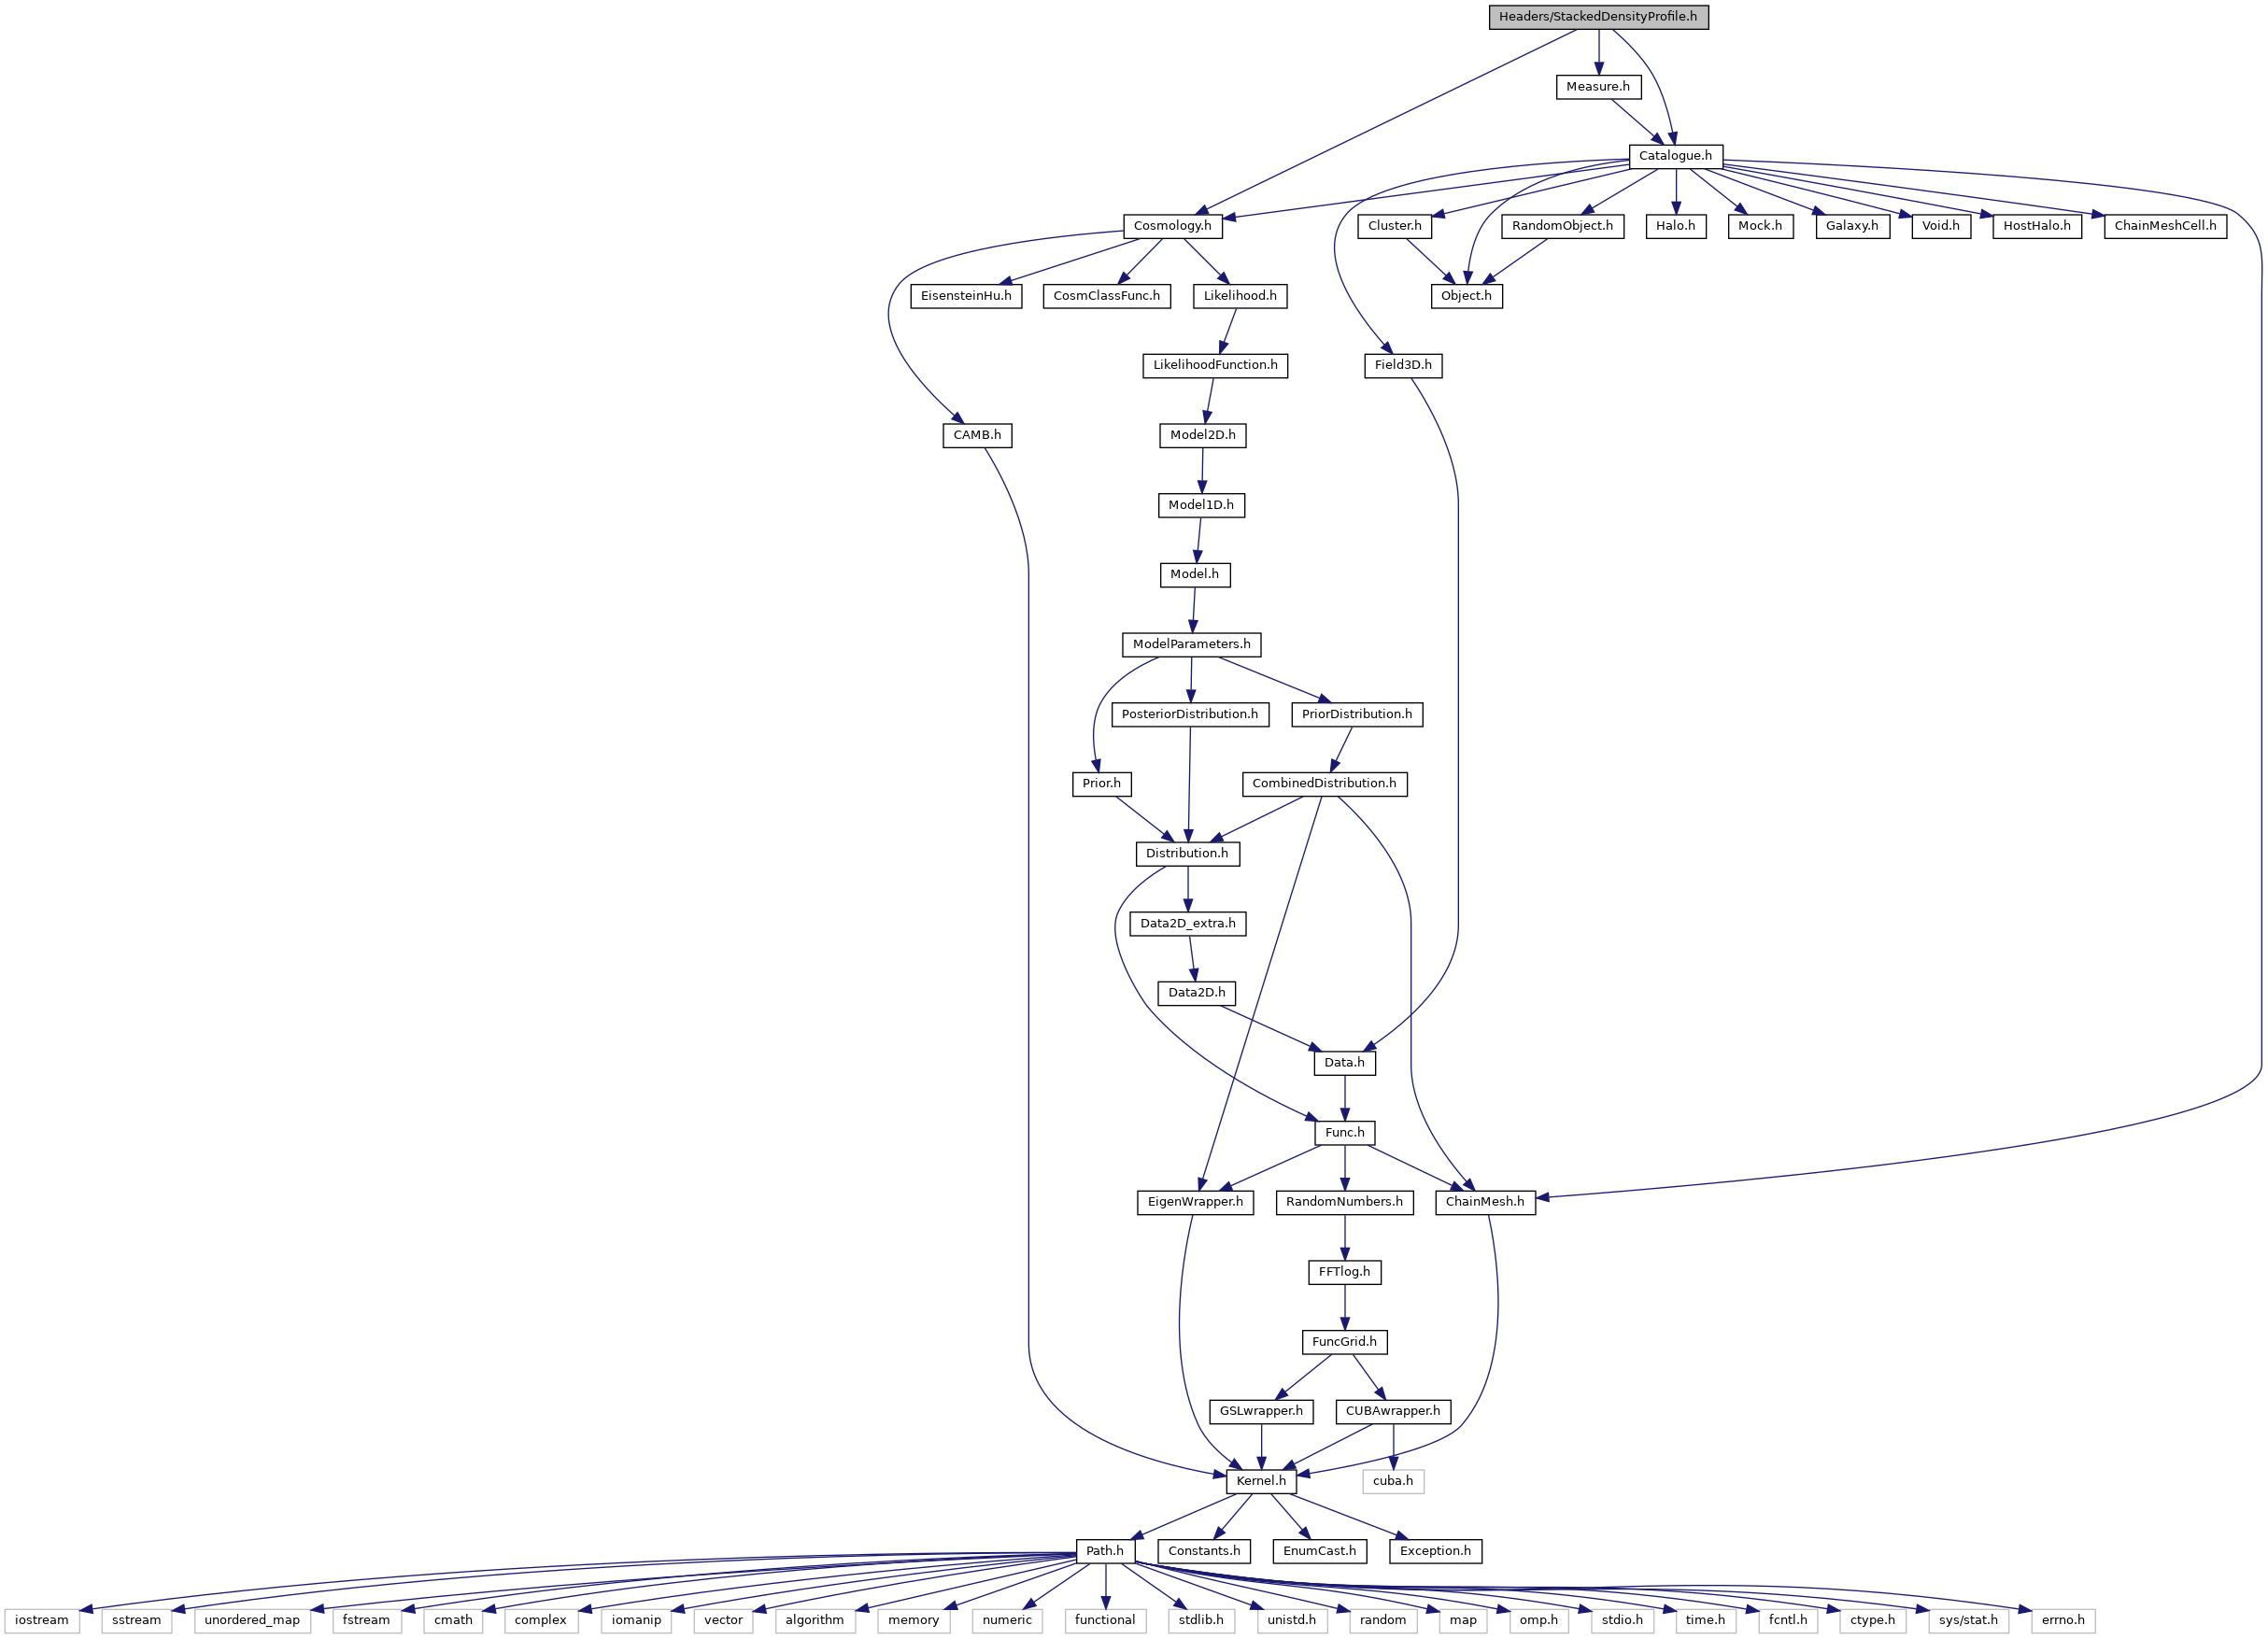 Headers/StackedDensityProfile.h
Measure.h
Catalogue.h
Cosmology.h
Cluster.h
RandomObject.h
Halo.h
Mock.h
Galaxy.h
Void.h
HostHalo.h
ChainMeshCell.h
EisensteinHu.h
CosmClassFunc.h
Likelihood.h
Object.h
LikelihoodFunction.h
Field3D.h
CAMB.h
Model2D.h
Model1D.h
Model.h
ModelParameters.h
PosteriorDistribution.h
PriorDistribution.h
Prior.h
CombinedDistribution.h
Distribution.h
Data2D_extra.h
Data2D.h
Data.h
Func.h
EigenWrapper.h
RandomNumbers.h
ChainMesh.h
FFTlog.h
FuncGrid.h
GSLwrapper.h
CUBAwrapper.h
Kernel.h
cuba.h
Path.h
Constants.h
EnumCast.h
Exception.h
iostream
sstream
unordered_map
fstream
cmath
complex
iomanip
vector
algorithm
memory
numeric
functional
stdlib.h
unistd.h
random
map
omp.h
stdio.h
time.h
fcntl.h
ctype.h
sys/stat.h
errno.h